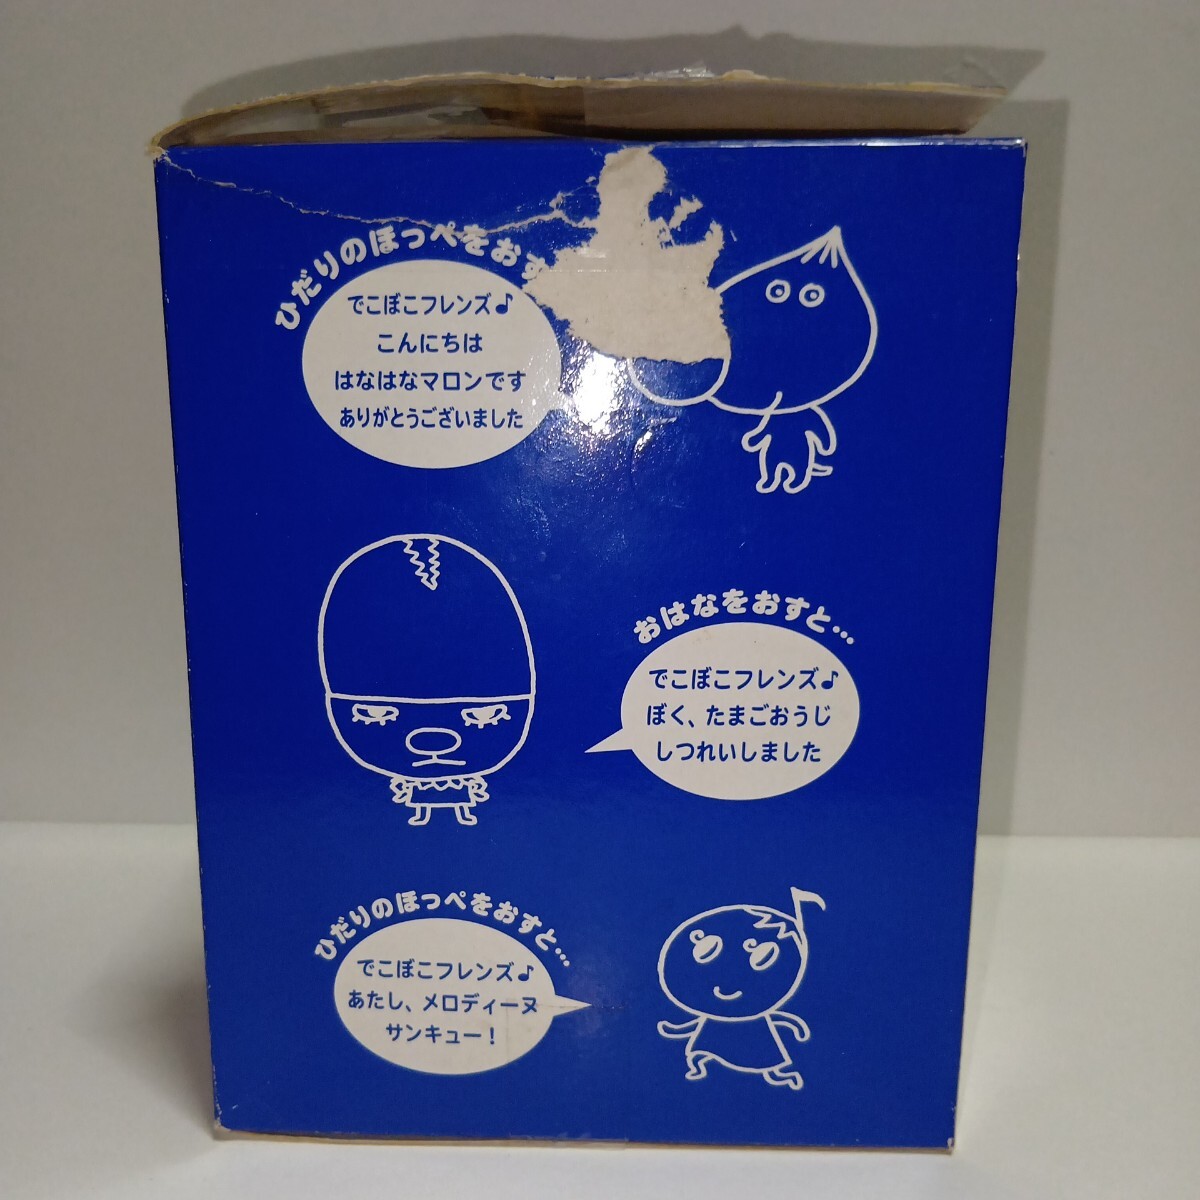 ひだりのほっぺをおす
でこぼこフレンズ♪
こんにちは
はなはなマロンです
ありがとうございました
おはなをおすと…
でこぼこフレンズ♪
ぼく、たまごおうじ
しつれいしました
ひだりのほっぺをおすと…
でこぼこフレンズ♪
あたし、メロディーヌ
サンキュー！